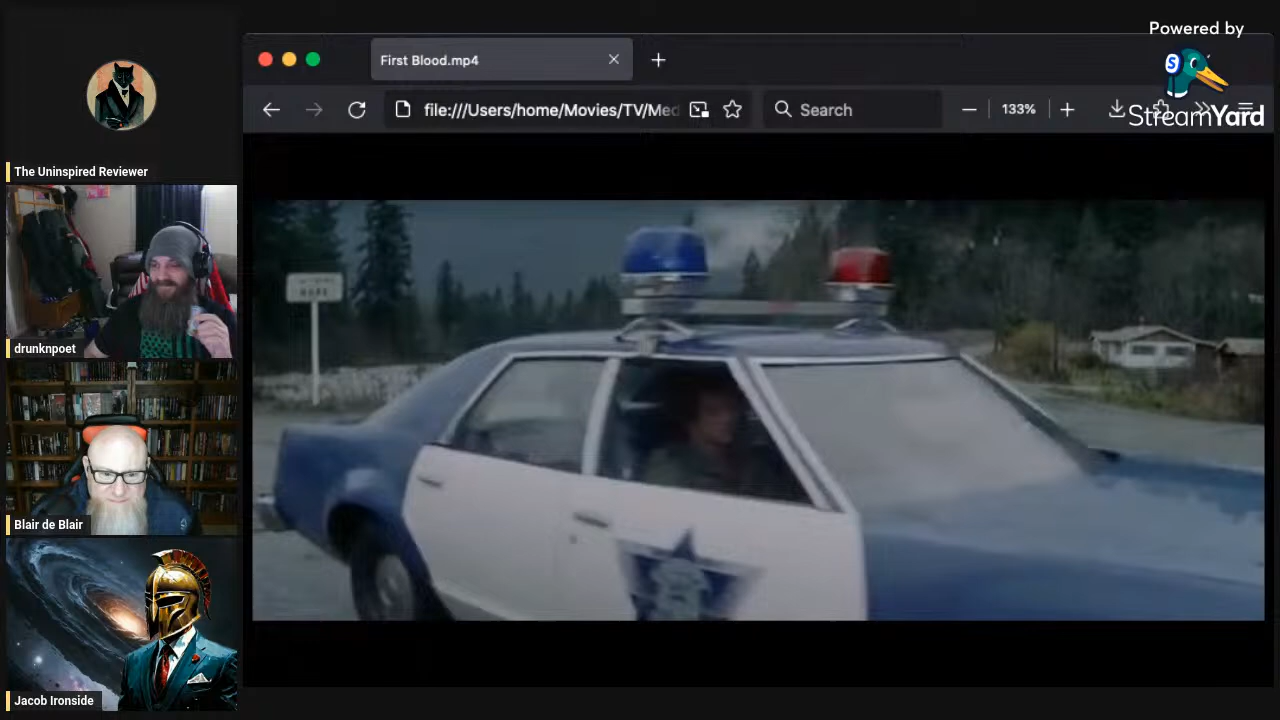 Powered by
StreamYard
First Blood.mp4
file:///Users/home/Movies/TV/Med
Search
133%
The Uninspired Reviewer
drunknpoet
Blair de Blair
Jacob Ironside